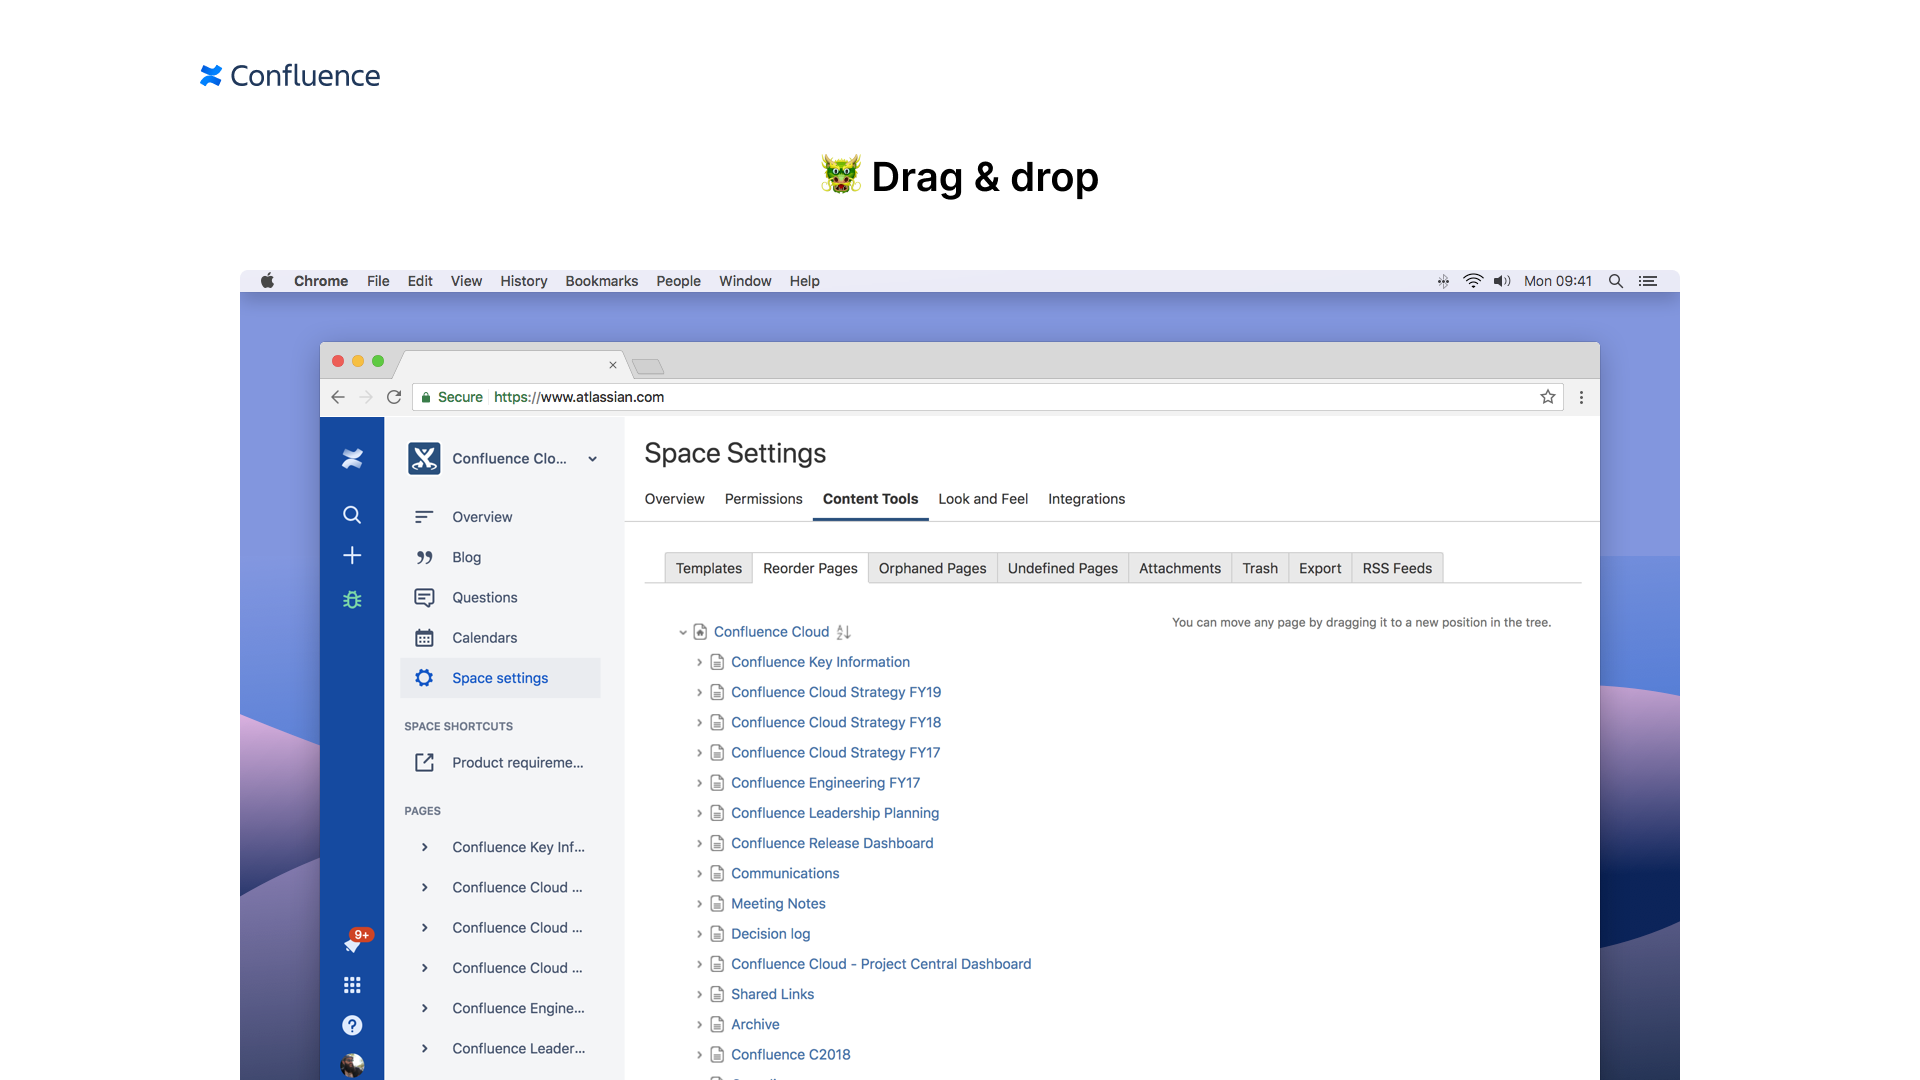 Confluence
Drag & drop
Chrome File Edit View History Bookmarks People Window Help Mon 09:41
Secure https://www.atlassian.com
Confluence Clo...
Overview
Blog
Questions
Calendars
Space settings
SPACE SHORTCUTS
Product requireme...
PAGES
Confluence Key Inf...
Confluence Cloud ...
Confluence Cloud ...
Confluence Cloud ...
Confluence Engine...
Confluence Leader...
9+
Space Settings
Overview Permissions Content Tools Look and Feel Integrations
Templates Reorder Pages Orphaned Pages Undefined Pages Attachments Trash Export RSS Feeds
You can move any page by dragging it to a new position in the tree.
Confluence Cloud
Confluence Key Information
Confluence Cloud Strategy FY19
Confluence Cloud Strategy FY18
Confluence Cloud Strategy FY17
Confluence Engineering FY17
Confluence Leadership Planning
Confluence Release Dashboard
Communications
Meeting Notes
Decision log
Confluence Cloud - Project Central Dashboard
Shared Links
Archive
Confluence C2018